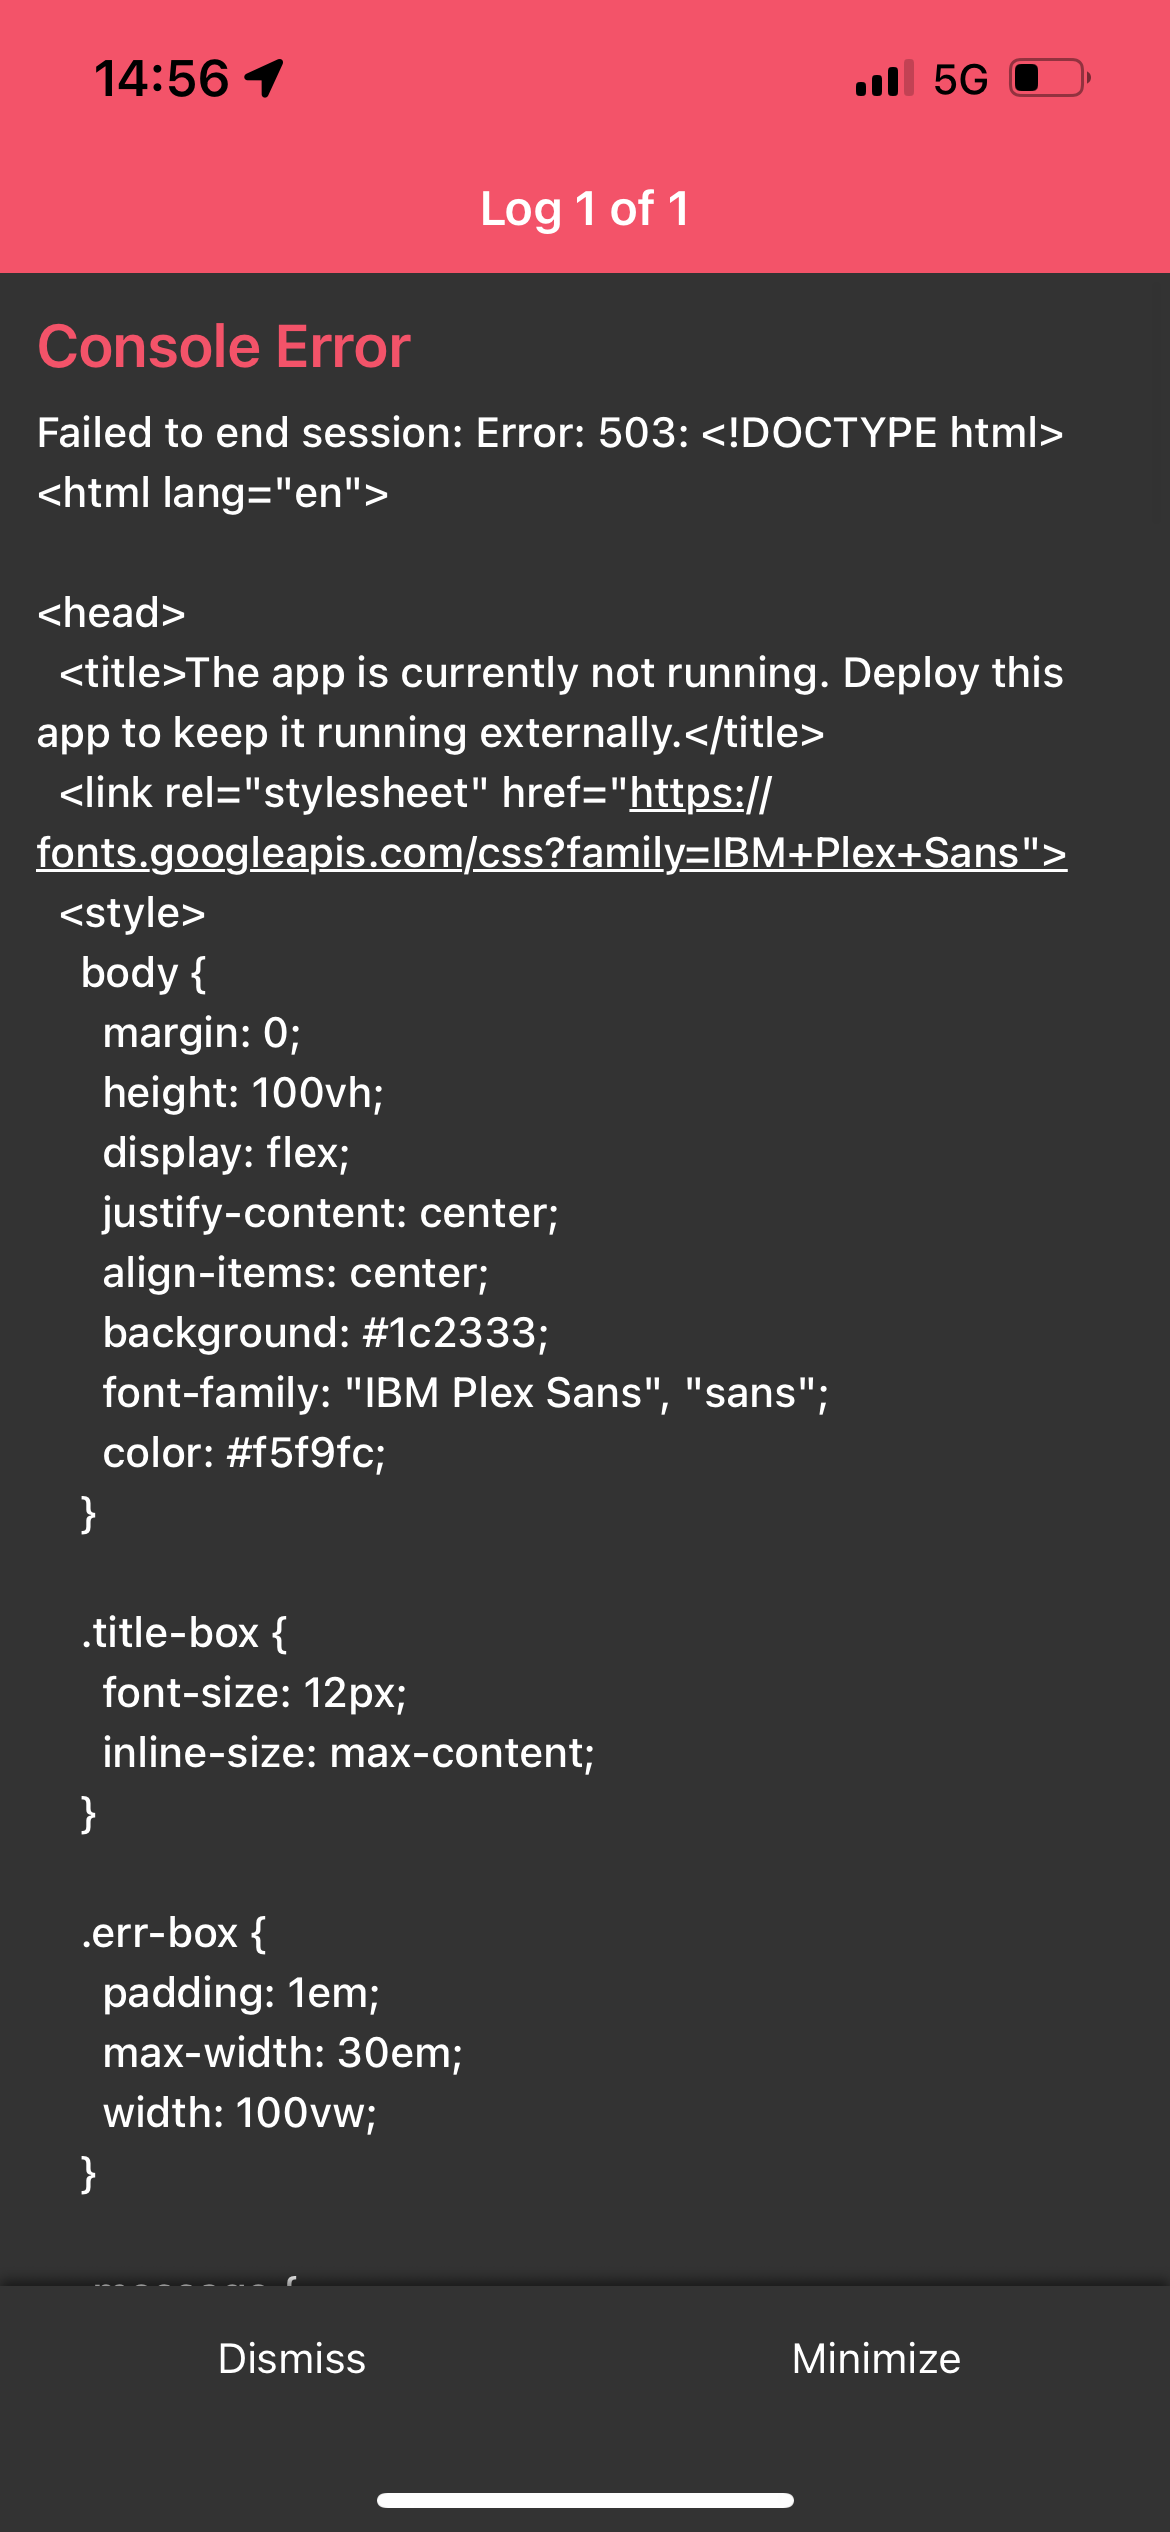 14:56
5G
Log 1 of 1
Console Error
Failed to end session: Error: 503: <!DOCTYPE html>
<html lang="en">
<head>
<title>The app is currently not running. Deploy this
app to keep it running externally.</title>
<link rel="stylesheet" href="https://
fonts.googleapis.com/css?family=IBM+Plex+Sans">
<style>
body {
margin: 0;
height: 100vh;
display: flex;
justify-content: center;
align-items: center;
background: #1c2333;
font-family: "IBM Plex Sans", "sans";
color: #f5f9fc;
}
.title-box {
font-size: 12px;
inline-size: max-content;
}
.err-box {
padding: 1em;
max-width: 30em;
width: 100vw;
}
Dismiss
Minimize